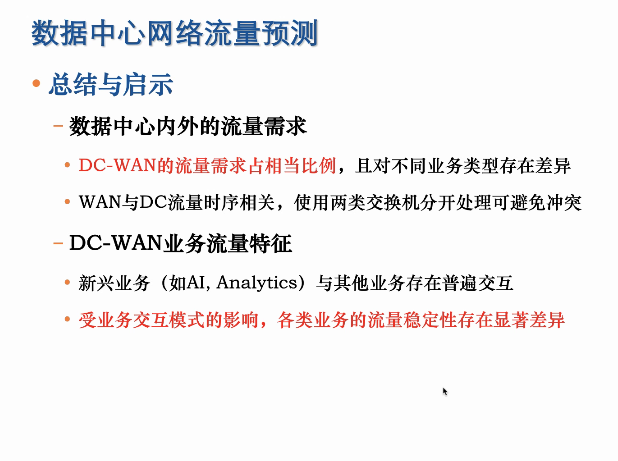 数据中心网络流量预测
• 总结与启示
– 数据中心内外的流量需求
• DC-WAN的流量需求占相当比例，且对不同业务类型存在差异
• WAN与DC流量时序相关，使用两类交换机分开处理可避免冲突
– DC-WAN业务流量特征
• 新兴业务（如AI, Analytics）与其他业务存在普遍交互
• 受业务交互模式的影响，各类业务的流量稳定性存在显著差异